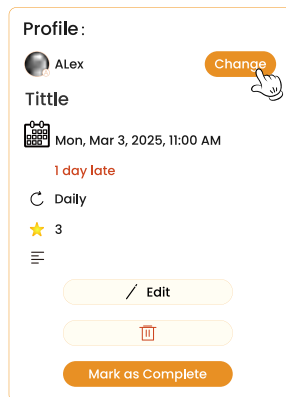 Profile:
ALex
Change
Tittle
Mon, Mar 3, 2025, 11:00 AM
1 day late
Daily
3
Edit
Mark as Complete